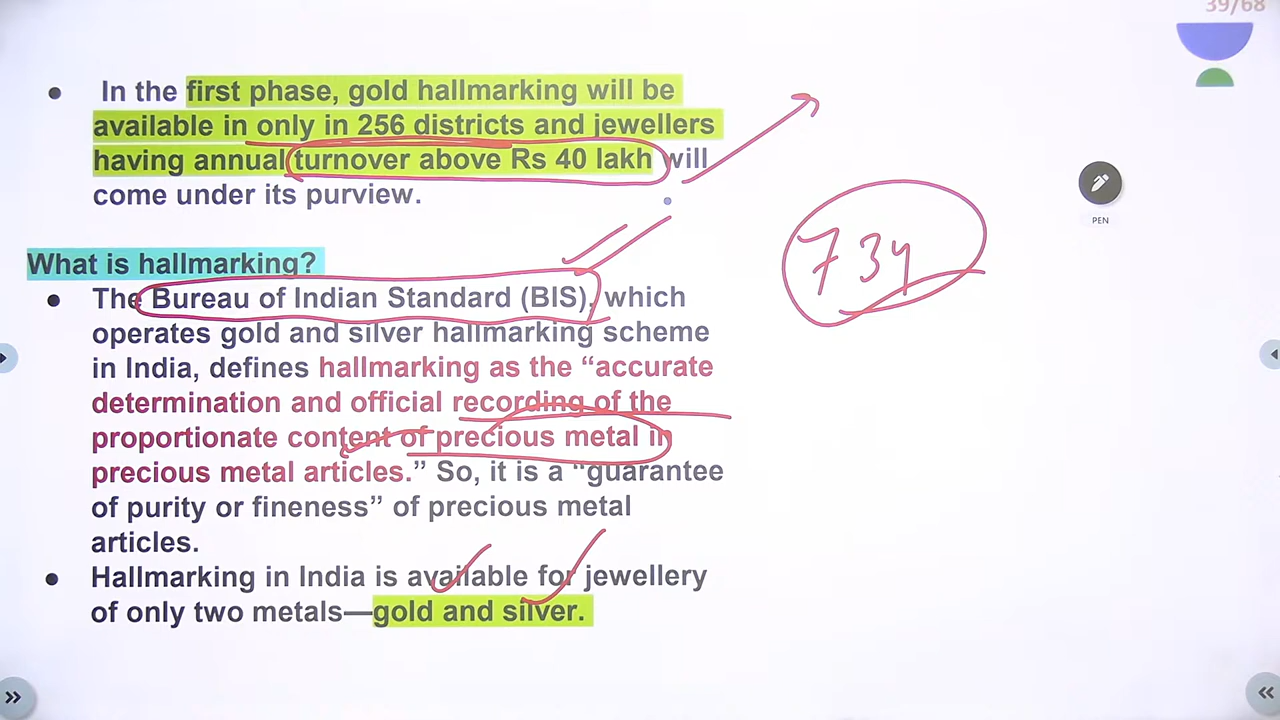 39/68
● In the first phase, gold hallmarking will be
available in only in 256 districts and jewellers
having annual turnover above Rs 40 lakh will
come under its purview.
What is hallmarking?
● The Bureau of Indian Standard (BIS), which
operates gold and silver hallmarking scheme
in India, defines hallmarking as the “accurate
determination and official recording of the
proportionate content of precious metal in
precious metal articles.” So, it is a “guarantee
of purity or fineness” of precious metal
articles.
● Hallmarking in India is available for jewellery
of only two metals—gold and silver.
734
PEN